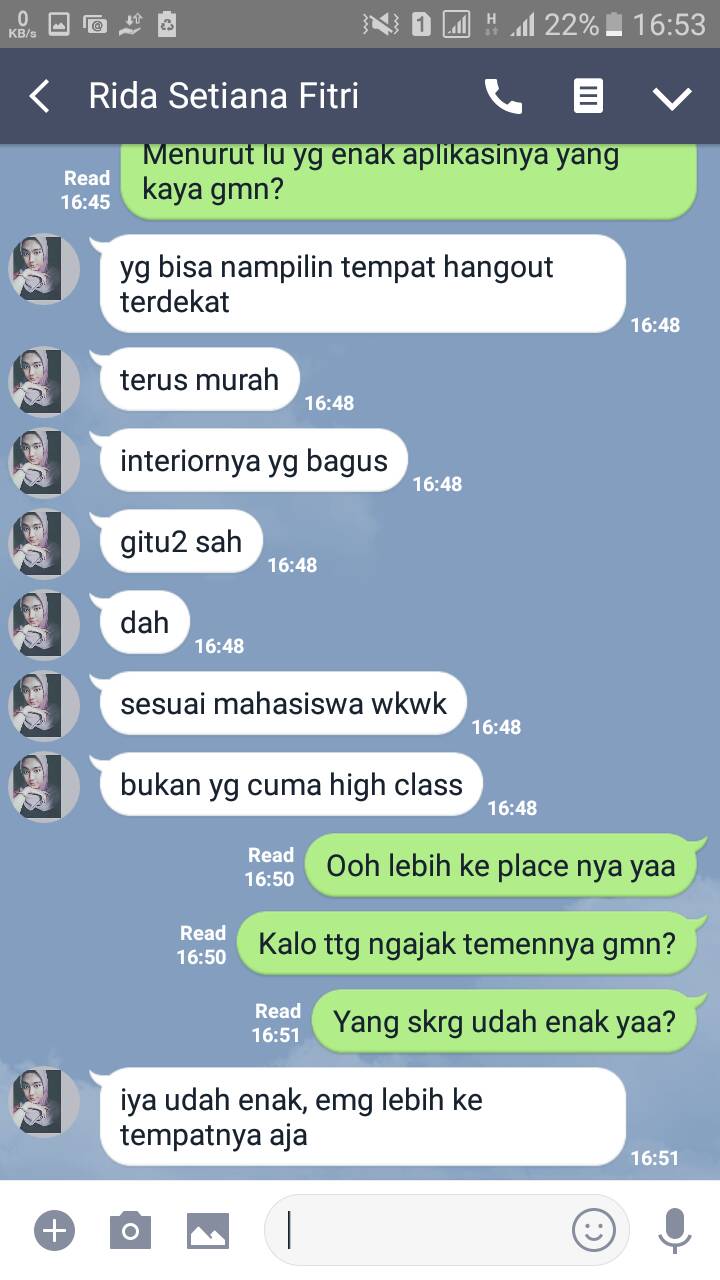 0
KB/s
1
H
22%
16:53
Rida Setiana Fitri
Menurut lu yg enak aplikasinya yang
kaya gmn?
Read
16:45
yg bisa nampilin tempat hangout
terdekat
16:48
terus murah
16:48
interiornya yg bagus
16:48
gitu2 sah
16:48
dah
16:48
sesuai mahasiswa wkwk
16:48
bukan yg cuma high class
16:48
Read
16:50
Ooh lebih ke place nya yaa
Read
16:50
Kalo ttg ngajak temennya gmn?
Read
16:51
Yang skrg udah enak yaa?
iya udah enak, emg lebih ke
tempatnya aja
16:51